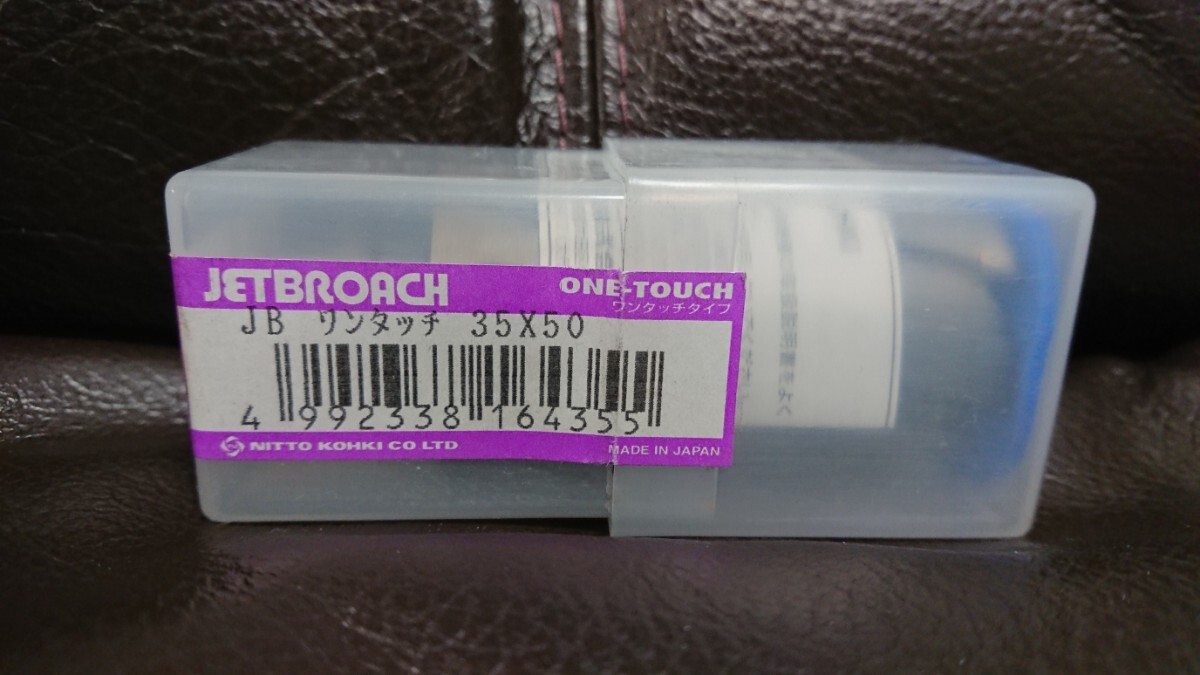 JETBROACH
ONE-TOUCH
ワンタッチタイプ
JB ワンタッチ 35X50
4 992338 164355
NITTO KOHKI CO LTD
MADE IN JAPAN